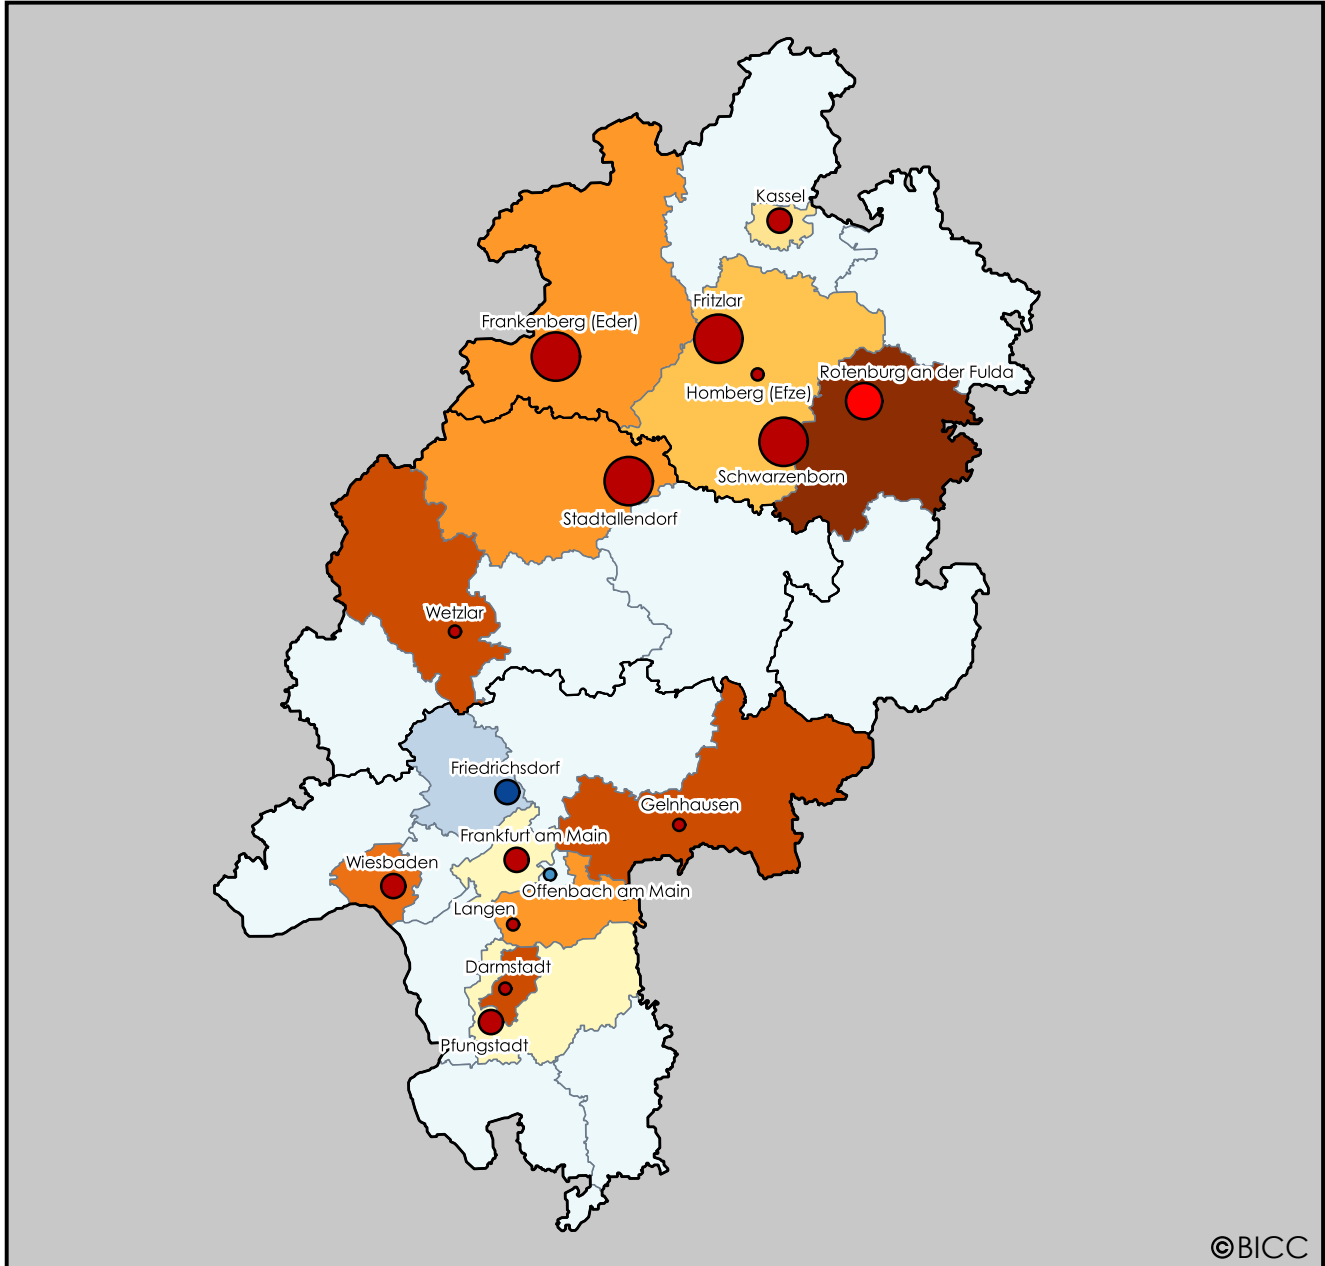 Kassel
Fritzlar
Frankenberg (Eder)
Rotenburg an der Fulda
Homberg (Efze)
Schwarzenborn
Stadtallendorf
Wetzlar
Friedrichsdorf
Gelnhausen
Frankfurt am Main
Wiesbaden
Offenbach am Main
Langen
Darmstadt
Pfungstadt
©BICC